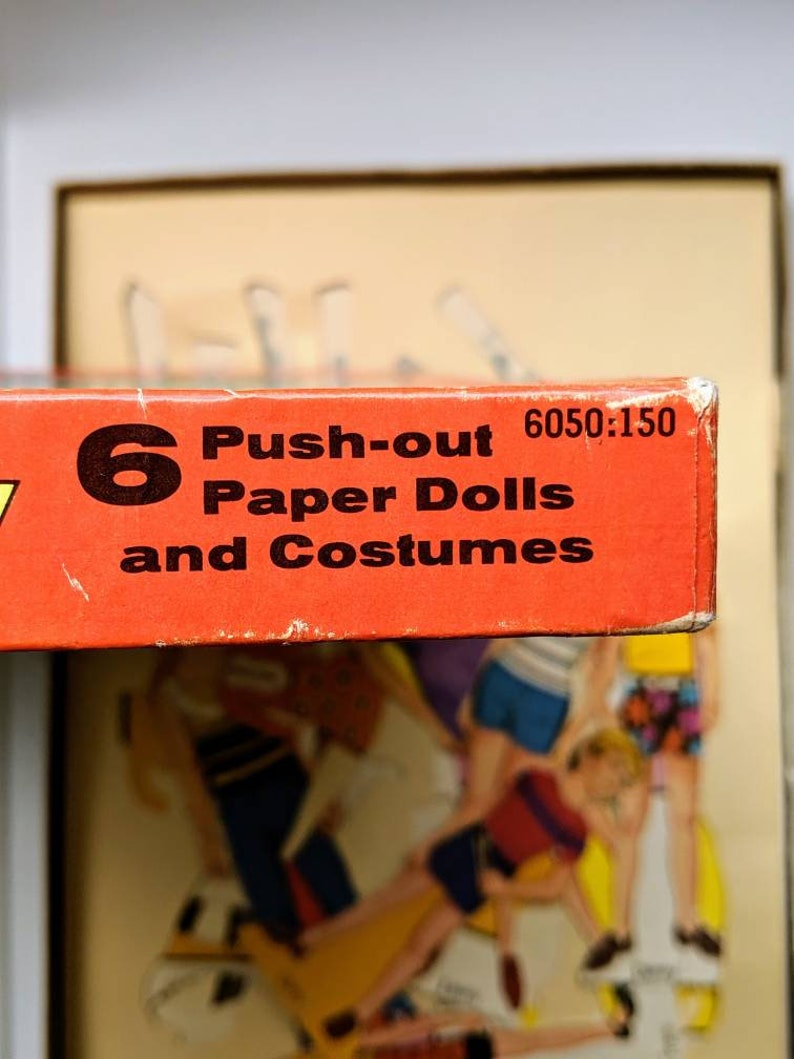 6 Push-out 6050:150
Paper Dolls
and Costumes